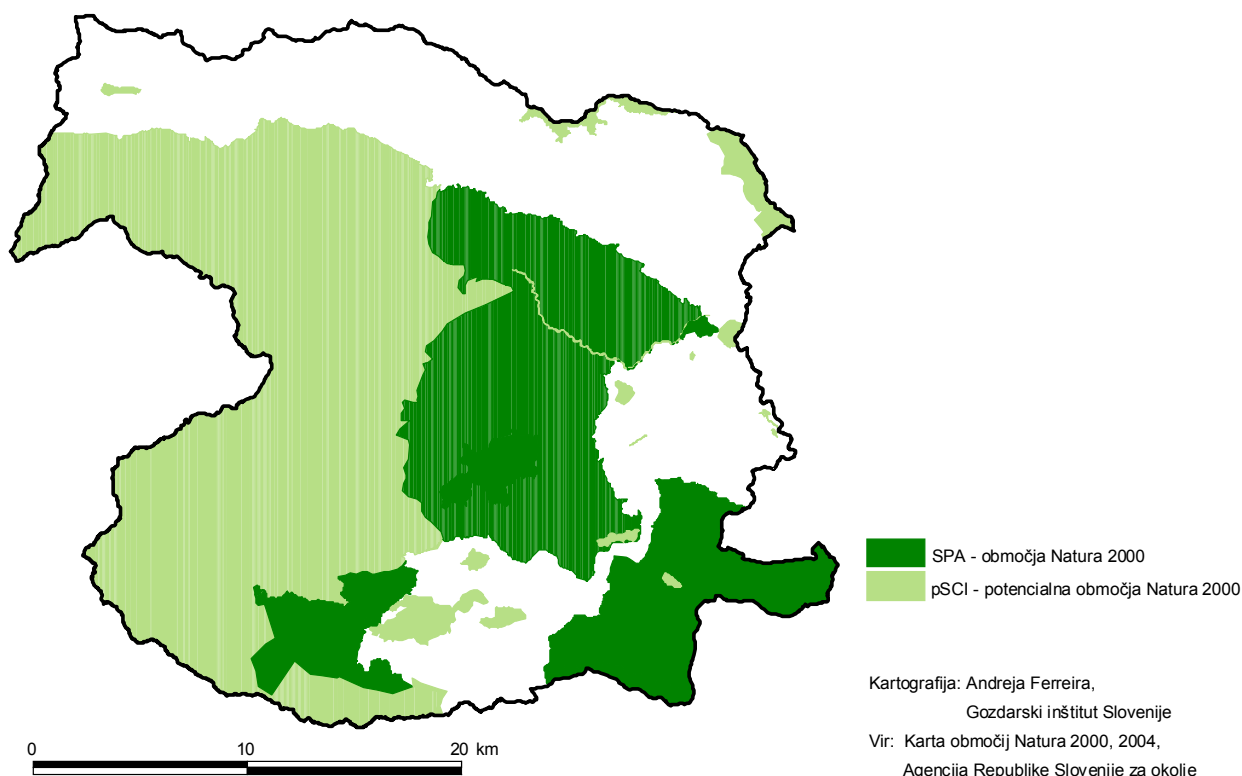 SPA - območja Natura 2000
pSCI - potencialna območja Natura 2000
Kartografija: Andreja Ferreira,
Gozdarski inštitut Slovenije
Vir: Karta območij Natura 2000, 2004,
Agencija Republike Slovenije za okolje
0 10 20 km